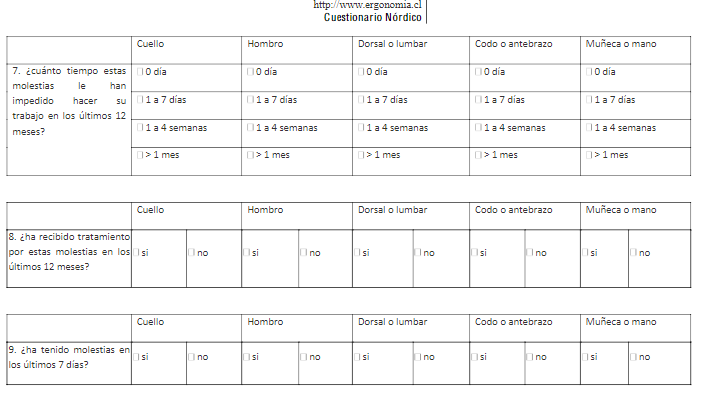 http://www.ergonomia.cl
Cuestionario Nórdico
Cuello Hombro Dorsal o lumbar Codo o antebrazo Muñeca o mano
7. ¿cuánto tiempo estas molestias le han impedido hacer su trabajo en los últimos 12 meses?
☐ 0 día ☐ 0 día ☐ 0 día ☐ 0 día ☐ 0 día
☐ 1 a 7 días ☐ 1 a 7 días ☐ 1 a 7 días ☐ 1 a 7 días ☐ 1 a 7 días
☐ 1 a 4 semanas ☐ 1 a 4 semanas ☐ 1 a 4 semanas ☐ 1 a 4 semanas ☐ 1 a 4 semanas
☐ > 1 mes ☐ > 1 mes ☐ > 1 mes ☐ > 1 mes ☐ > 1 mes
Cuello Hombro Dorsal o lumbar Codo o antebrazo Muñeca o mano
8. ¿ha recibido tratamiento
por estas molestias en los
últimos 12 meses?
☐ si ☐ no ☐ si ☐ no ☐ si ☐ no ☐ si ☐ no ☐ si ☐ no
Cuello Hombro Dorsal o lumbar Codo o antebrazo Muñeca o mano
9. ¿ha tenido molestias en
los últimos 7 días?
☐ si ☐ no ☐ si ☐ no ☐ si ☐ no ☐ si ☐ no ☐ si ☐ no